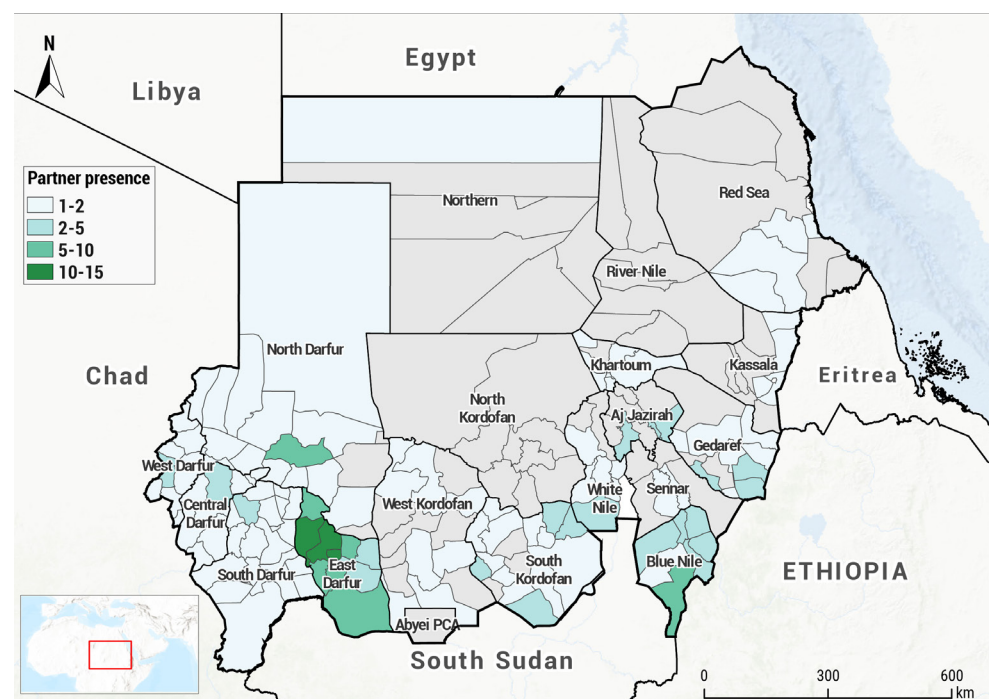 N
Egypt
Libya
Partner presence
1-2
2-5
5-10
10-15
Red Sea
Northern
River Nile
North Darfur
Khartoum
Kassala
Chad
Eritrea
North
Kordofan
Aj Jazirah
Gedaref
West Darfur
Central
Darfur
West Kordofan
White
Nile
Sennar
South Darfur
East
Darfur
South
Kordofan
Blue Nile
ETHIOPIA
Abyei PCA
South Sudan
0 300 600
km